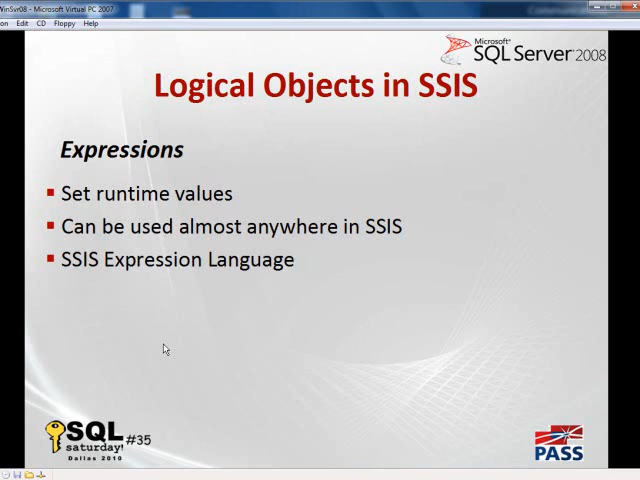 WinSvr08 - Microsoft Virtual PC 2007
Edit CD Floppy Help
Microsoft®
SQL Server 2008
Logical Objects in SSIS
Expressions
Set runtime values
Can be used almost anywhere in SSIS
SSIS Expression Language
SQL
saturday! #35
Dallas 2010
PASS